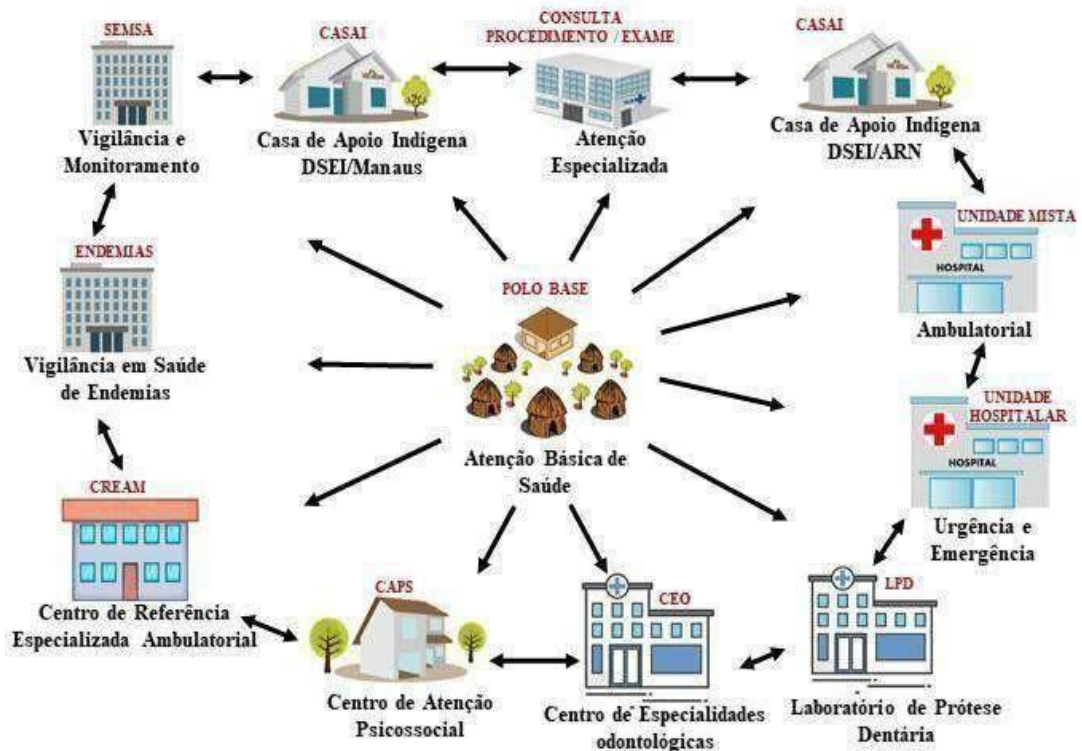 SEMSA
Vigilância e
Monitoramento
CASAI
Casa de Apoio Indígena
DSEI/Manaus
CONSULTA
PROCEDIMENTO / EXAME
Atenção
Especializada
CASAI
Casa de Apoio Indígena
DSEI/ARN
UNIDADE MISTA
HOSPITAL
Ambulatorial
ENDEMIAS
Vigilância em Saúde
de Endemias
POLO BASE
Atenção Básica de
Saúde
UNIDADE
HOSPITALAR
HOSPITAL
Urgência e
Emergência
CREAM
Centro de Referência
Especializada Ambulatorial
CAPS
Centro de Atenção
Psicossocial
CEO
Centro de Especialidades
odontológicas
LPD
Laboratório de Prótese
Dentária